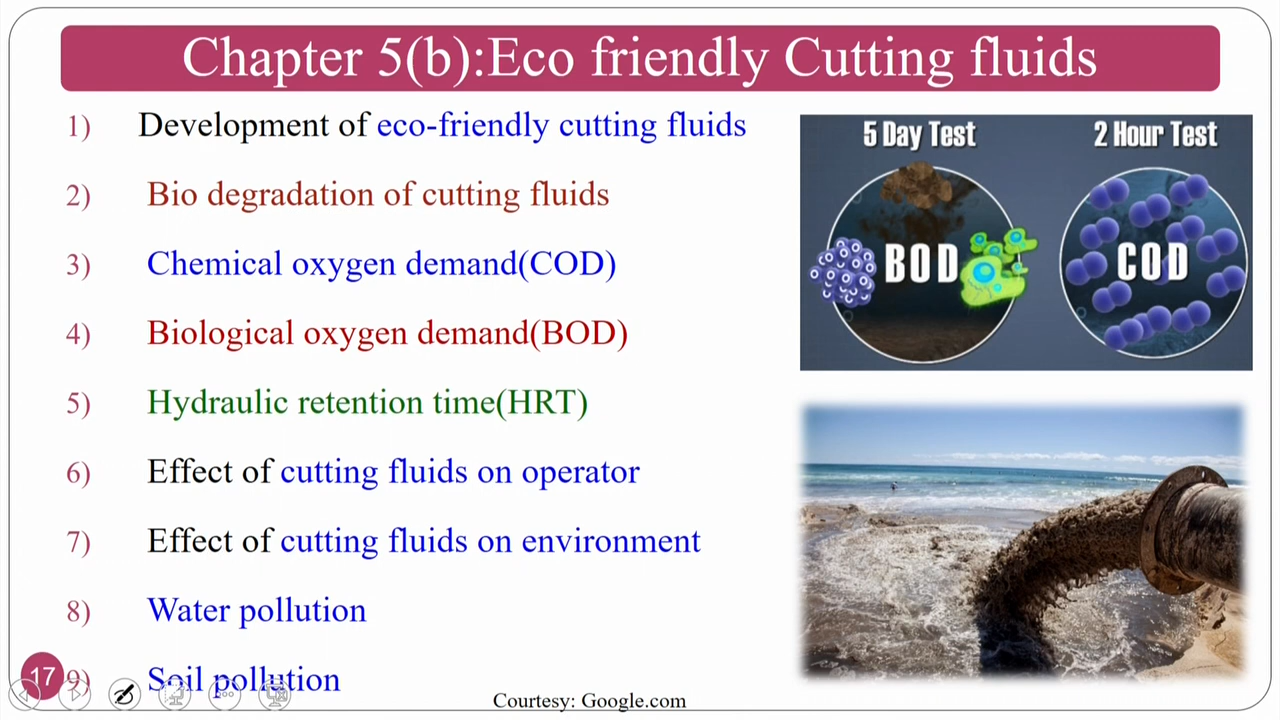 Chapter 5(b):Eco friendly Cutting fluids
1) Development of eco-friendly cutting fluids
2) Bio degradation of cutting fluids
3) Chemical oxygen demand(COD)
4) Biological oxygen demand(BOD)
5) Hydraulic retention time(HRT)
6) Effect of cutting fluids on operator
7) Effect of cutting fluids on environment
8) Water pollution
9) Soil pollution
5 Day Test
2 Hour Test
BOD
COD
17
Courtesy: Google.com